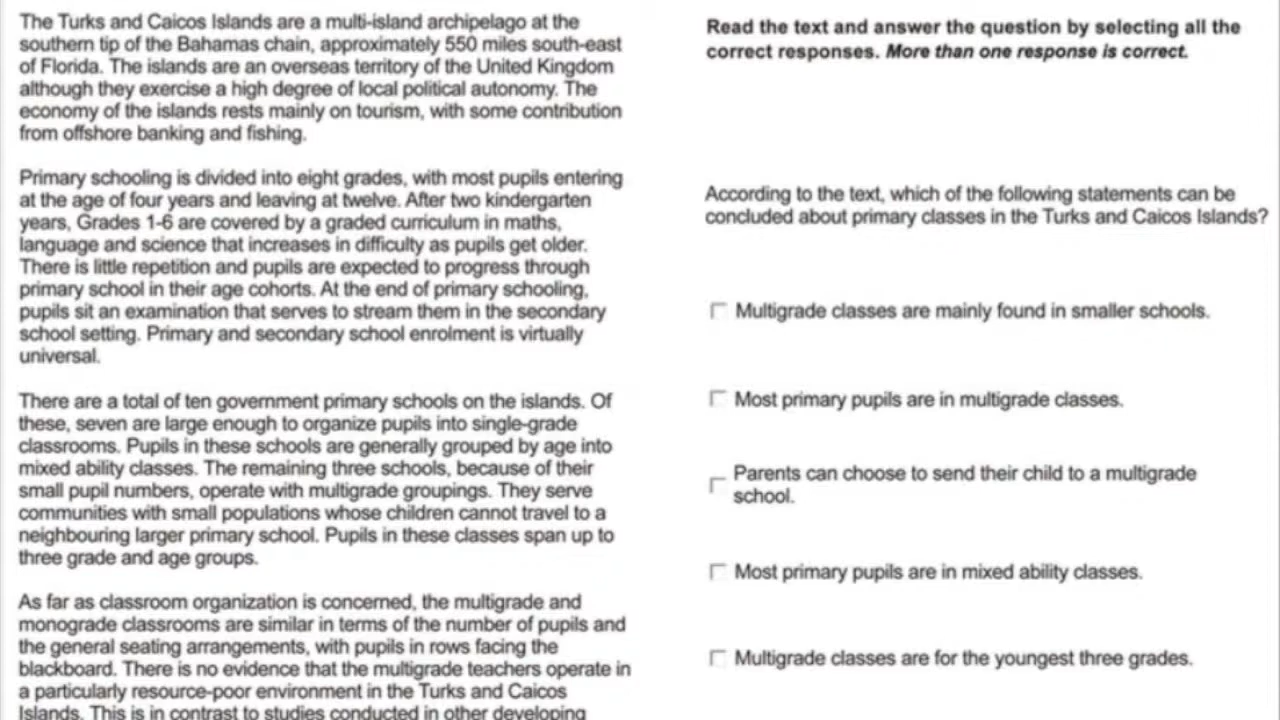 The Turks and Caicos Islands are a multi-island archipelago at the
southern tip of the Bahamas chain, approximately 550 miles south-east
of Florida. The islands are an overseas territory of the United Kingdom
although they exercise a high degree of local political autonomy. The
economy of the islands rests mainly on tourism, with some contribution
from offshore banking and fishing.
Primary schooling is divided into eight grades, with most pupils entering
at the age of four years and leaving at twelve. After two kindergarten
years, Grades 1-6 are covered by a graded curriculum in maths,
language and science that increases in difficulty as pupils get older.
There is little repetition and pupils are expected to progress through
primary school in their age cohorts. At the end of primary schooling,
pupils sit an examination that serves to stream them in the secondary
school setting. Primary and secondary school enrolment is virtually
universal.
There are a total of ten government primary schools on the islands. Of
these, seven are large enough to organize pupils into single-grade
classrooms. Pupils in these schools are generally grouped by age into
mixed ability classes. The remaining three schools, because of their
small pupil numbers, operate with multigrade groupings. They serve
communities with small populations whose children cannot travel to a
neighbouring larger primary school. Pupils in these classes span up to
three grade and age groups.
As far as classroom organization is concerned, the multigrade and
monograde classrooms are similar in terms of the number of pupils and
the general seating arrangements, with pupils in rows facing the
blackboard. There is no evidence that the multigrade teachers operate in
a particularly resource-poor environment in the Turks and Caicos
Islands. This is in contrast to studies conducted in other developing
Read the text and answer the question by selecting all the
correct responses. More than one response is correct.
According to the text, which of the following statements can be
concluded about primary classes in the Turks and Caicos Islands?
Multigrade classes are mainly found in smaller schools.
Most primary pupils are in multigrade classes.
Parents can choose to send their child to a multigrade
school.
Most primary pupils are in mixed ability classes.
Multigrade classes are for the youngest three grades.